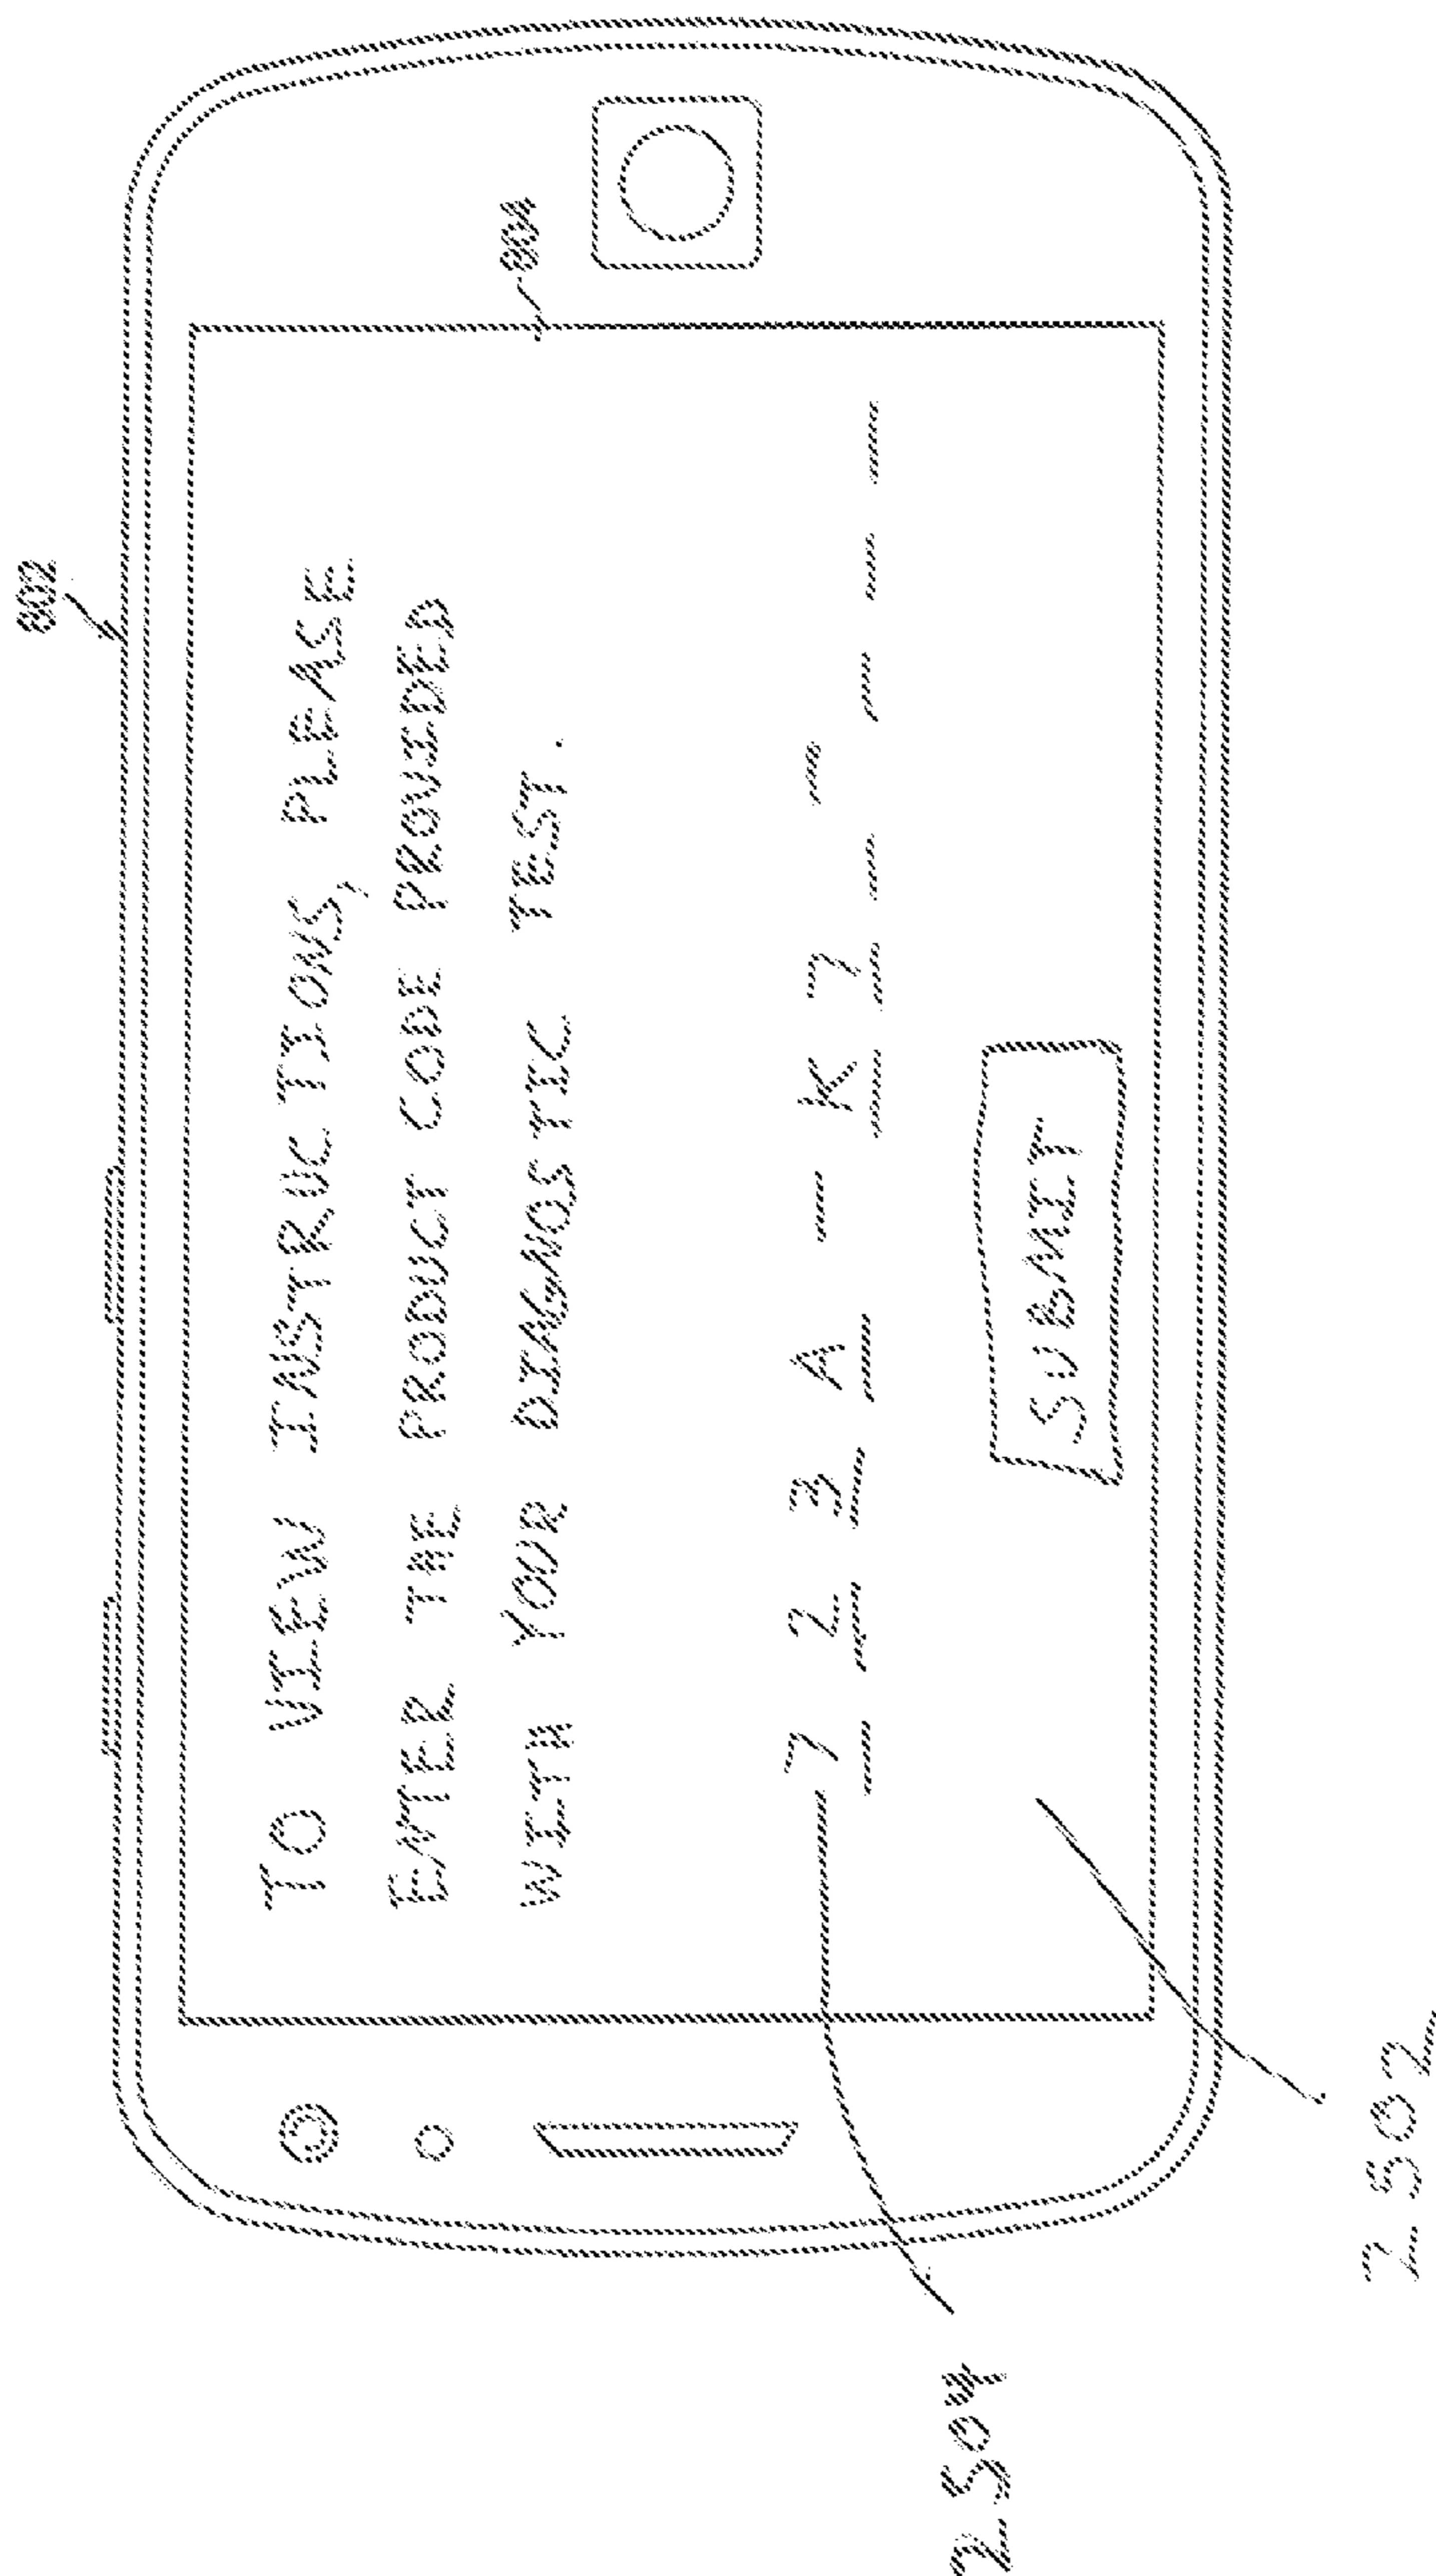 802
804
TO VIEW INSTRUCTIONS, PLEASE
ENTER THE PRODUCT CODE PROVIDED
WITH YOUR DIAGNOSTIC TEST.
7 2 3 A - K 7 _ - _ _ _
SUBMIT
2504
2502